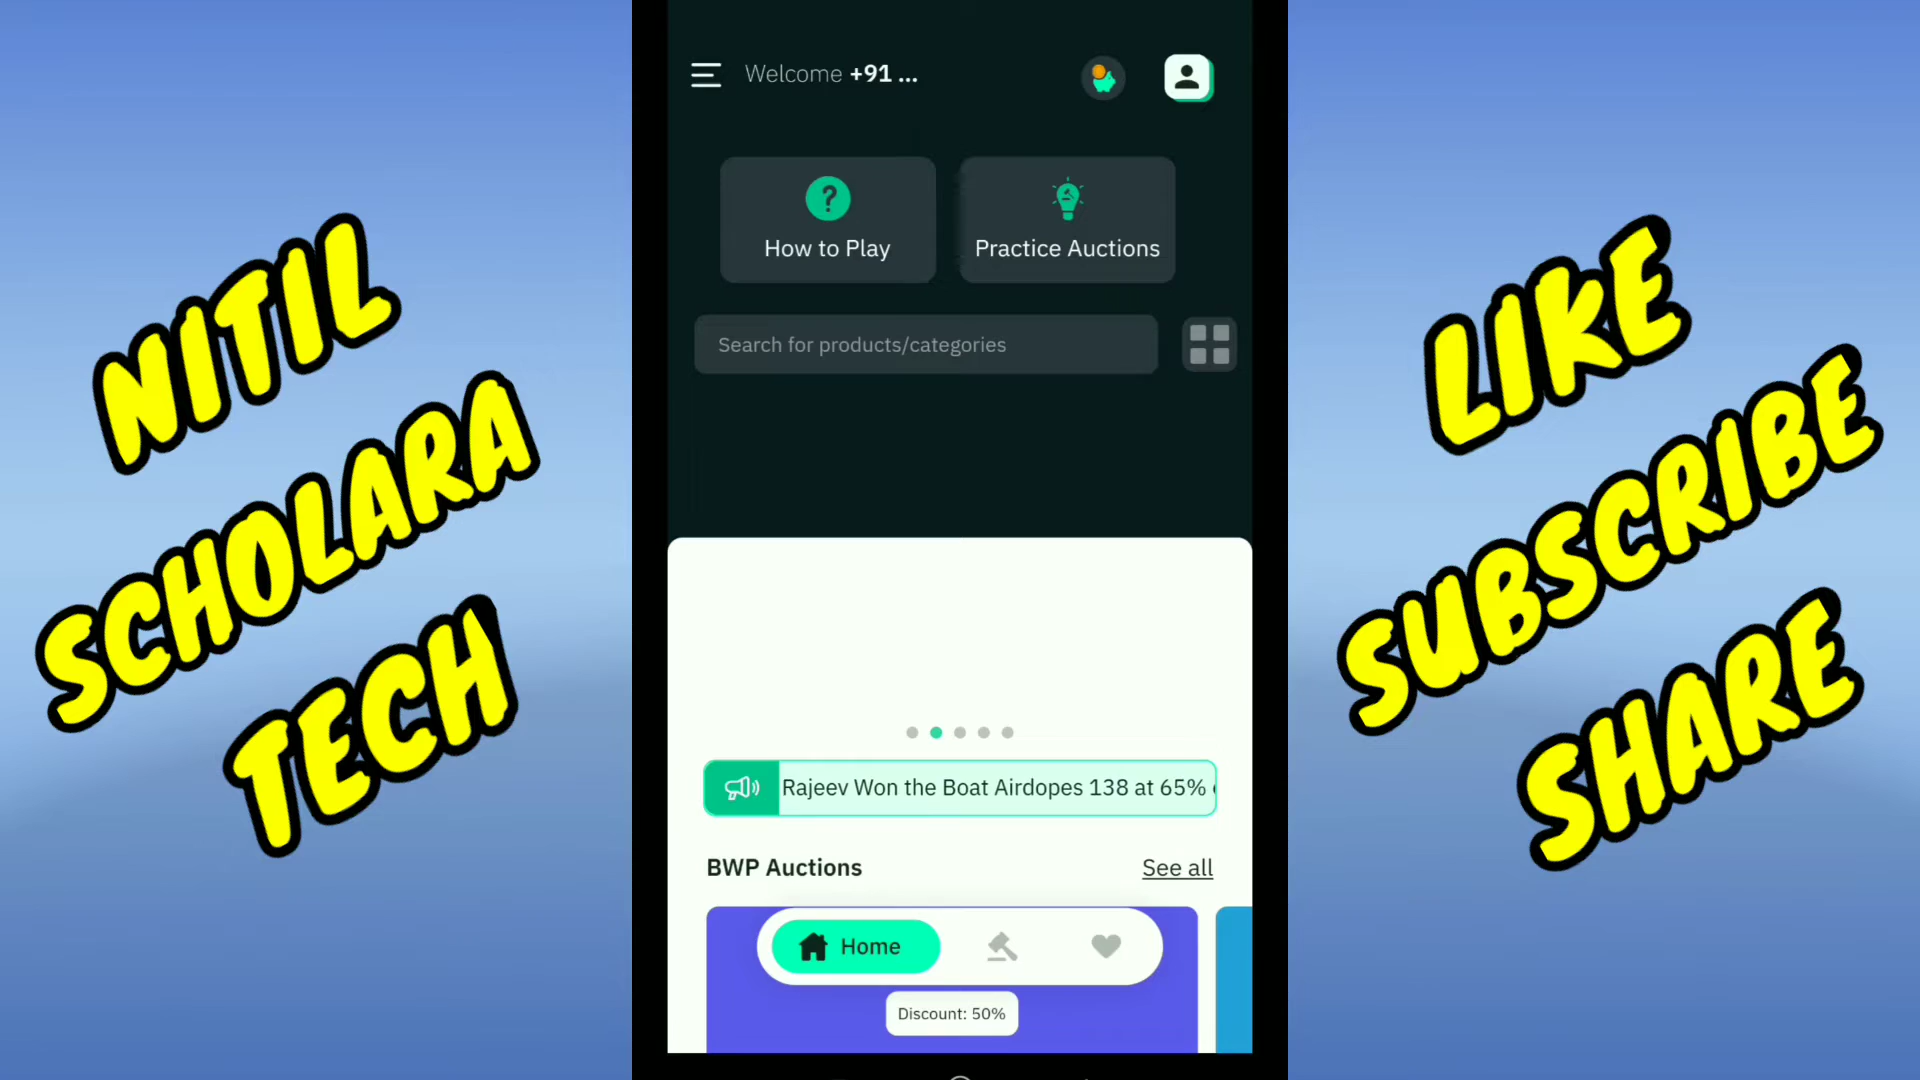 NITIL
SCHOLARA
TECH
Welcome +91 ...
How to Play
Practice Auctions
Search for products/categories
Rajeev Won the Boat Airdopes 138 at 65%
BWP Auctions
See all
Home
Discount: 50%
LIKE
SUBSCRIBE
SHARE